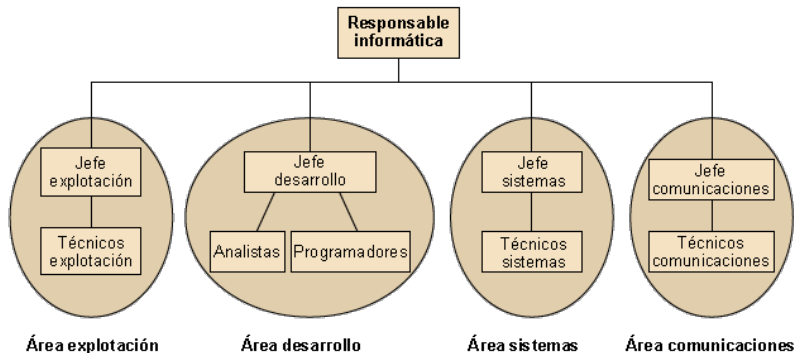 Responsable
informática
Jefe
explotación
Técnicos
explotación
Jefe
desarrollo
Analistas
Programadores
Jefe
sistemas
Técnicos
sistemas
Jefe
comunicaciones
Técnicos
comunicaciones
Área explotación
Área desarrollo
Área sistemas
Área comunicaciones